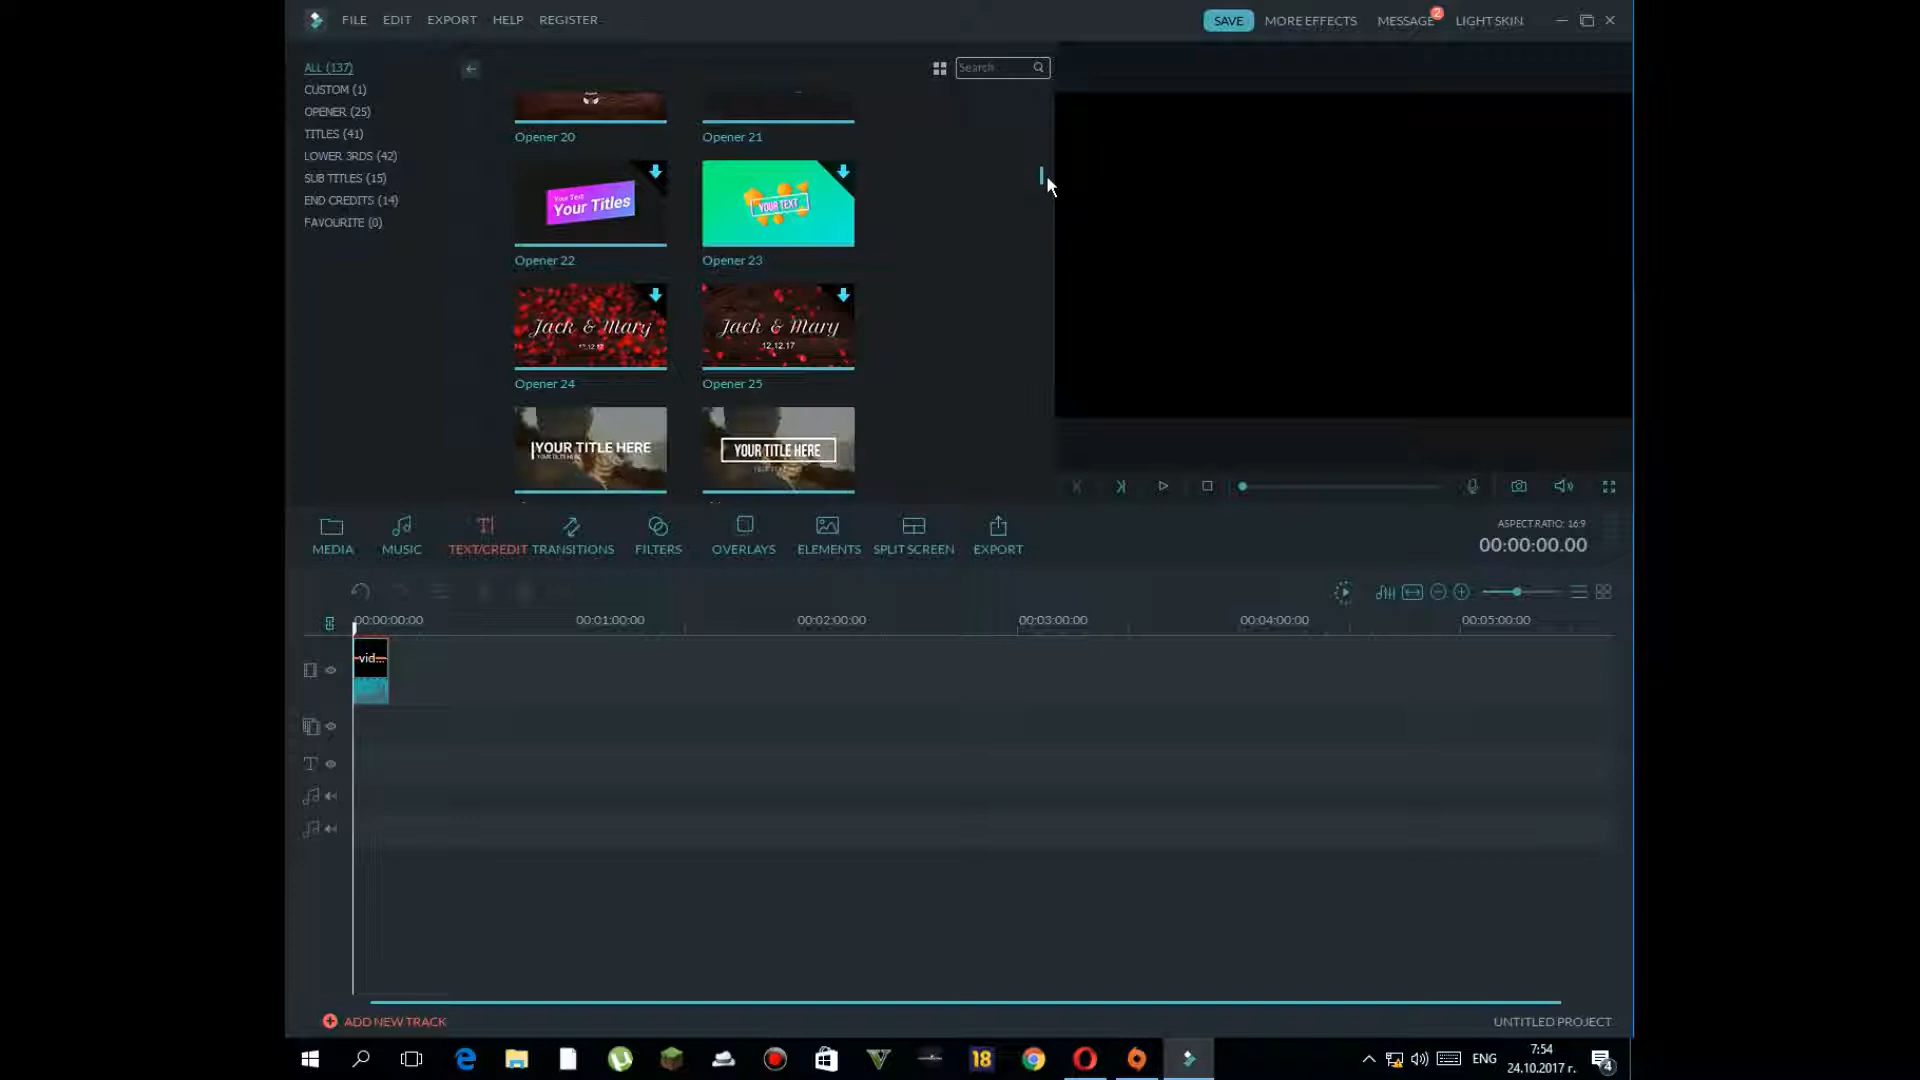 FILE EDIT EXPORT HELP REGISTER
SAVE MORE EFFECTS MESSAGE 2 LIGHT SKIN
ALL (137)
CUSTOM (1)
OPENER (25)
TITLES (41)
LOWER 3RDS (42)
SUB TITLES (15)
END CREDITS (14)
FAVOURITE (0)
Search
Opener 20 Opener 21
Your Text
Your Titles
YOUR TEXT
Opener 22 Opener 23
Jack & Mary
Jack & Mary
12.12.17
Opener 24 Opener 25
YOUR TITLE HERE
YOUR TITLE HERE
MEDIA MUSIC TEXT/CREDIT TRANSITIONS FILTERS OVERLAYS ELEMENTS SPLIT SCREEN EXPORT
ASPECT RATIO: 16:9
00:00:00.00
00:00:00:00 00:01:00:00 00:02:00:00 00:03:00:00 00:04:00:00 00:05:00:00
vid...
ADD NEW TRACK
UNTITLED PROJECT
18
ENG
7:54
24.10.2017 г.
4